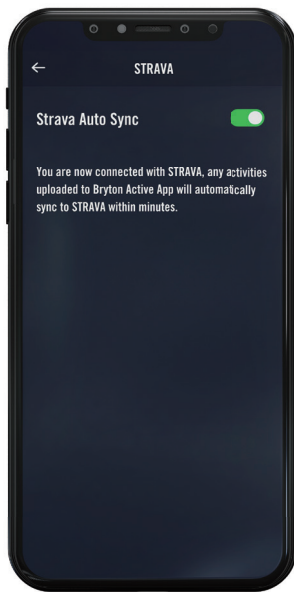 STRAVA
Strava Auto Sync
You are now connected with STRAVA, any activities
uploaded to Bryton Active App will automatically
sync to STRAVA within minutes.